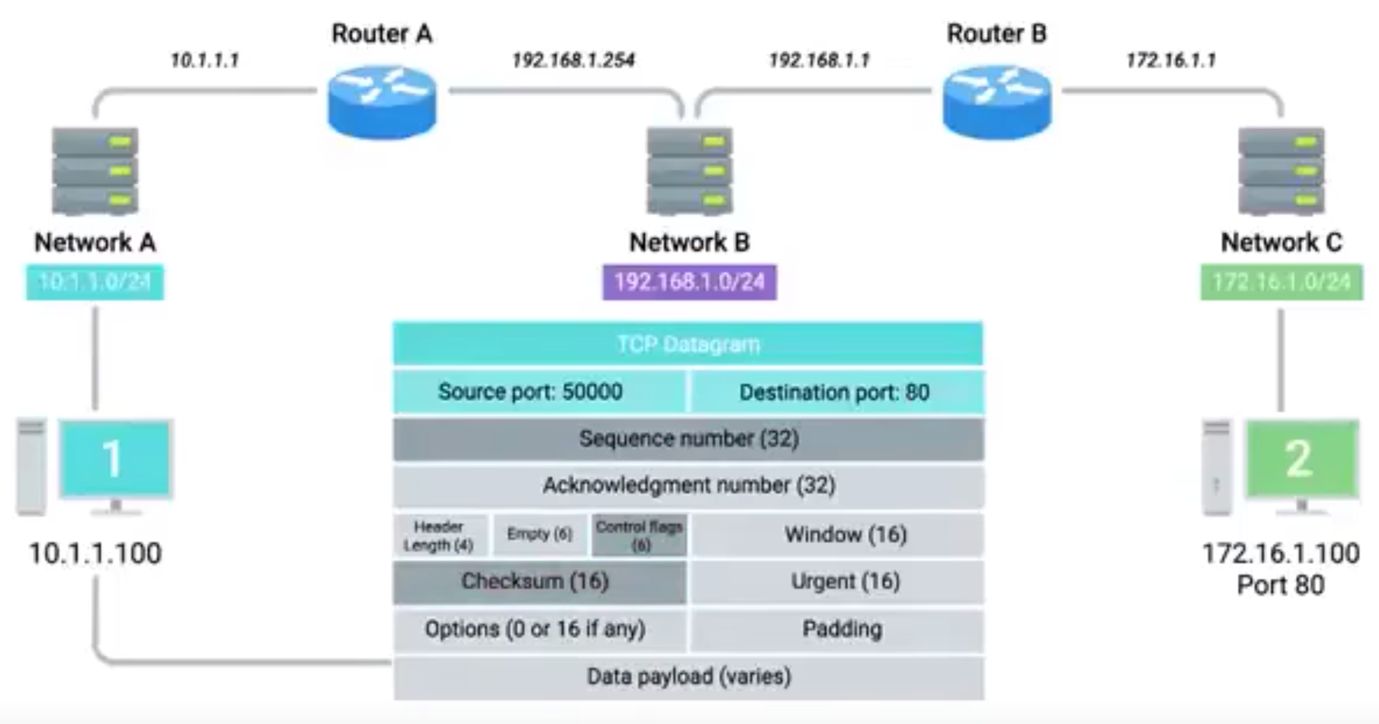 Router A
Router B
10.1.1.1
192.168.1.254
192.168.1.1
172.16.1.1
Network A
Network B
Network C
10.1.1.0/24
192.168.1.0/24
172.16.1.0/24
TCP Datagram
Source port: 50000
Destination port: 80
Sequence number (32)
Acknowledgment number (32)
Header
Length (4)
Empty (6)
Control flags
(6)
Window (16)
Checksum (16)
Urgent (16)
Options (0 or 16 if any)
Padding
Data payload (varies)
1
10.1.1.100
2
172.16.1.100
Port 80